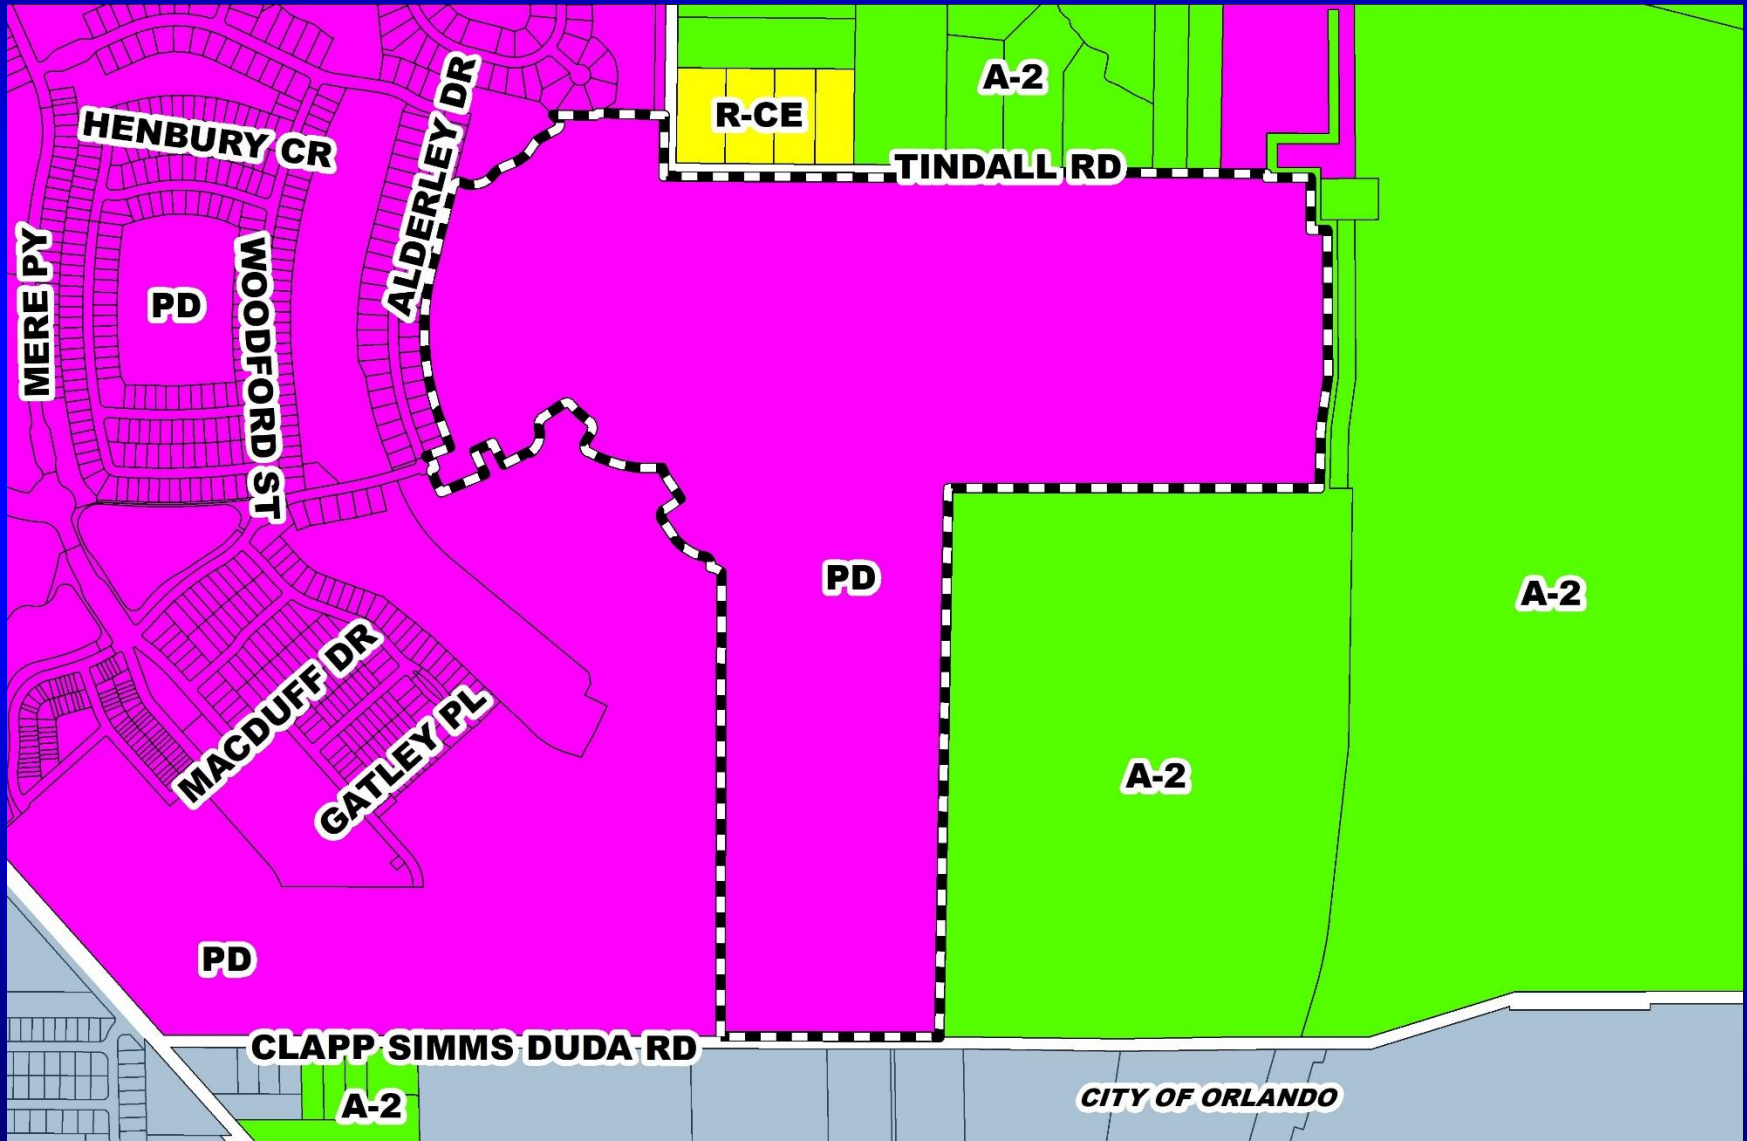 A-2
R-CE
HENBURY CR
ALDERLEY DR
TINDALL RD
MERE PY
PD
WOODFORD ST
PD
A-2
MACDUFF DR
GATLEY PL
A-2
PD
CLAPP SIMMS DUDA RD
A-2
CITY OF ORLANDO